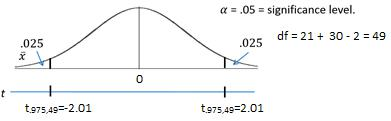 α = .05 = significance level.
.025
.025
df = 21 + 30 - 2 = 49
x̄
0
t
t.975,49=-2.01
t.975,49=2.01